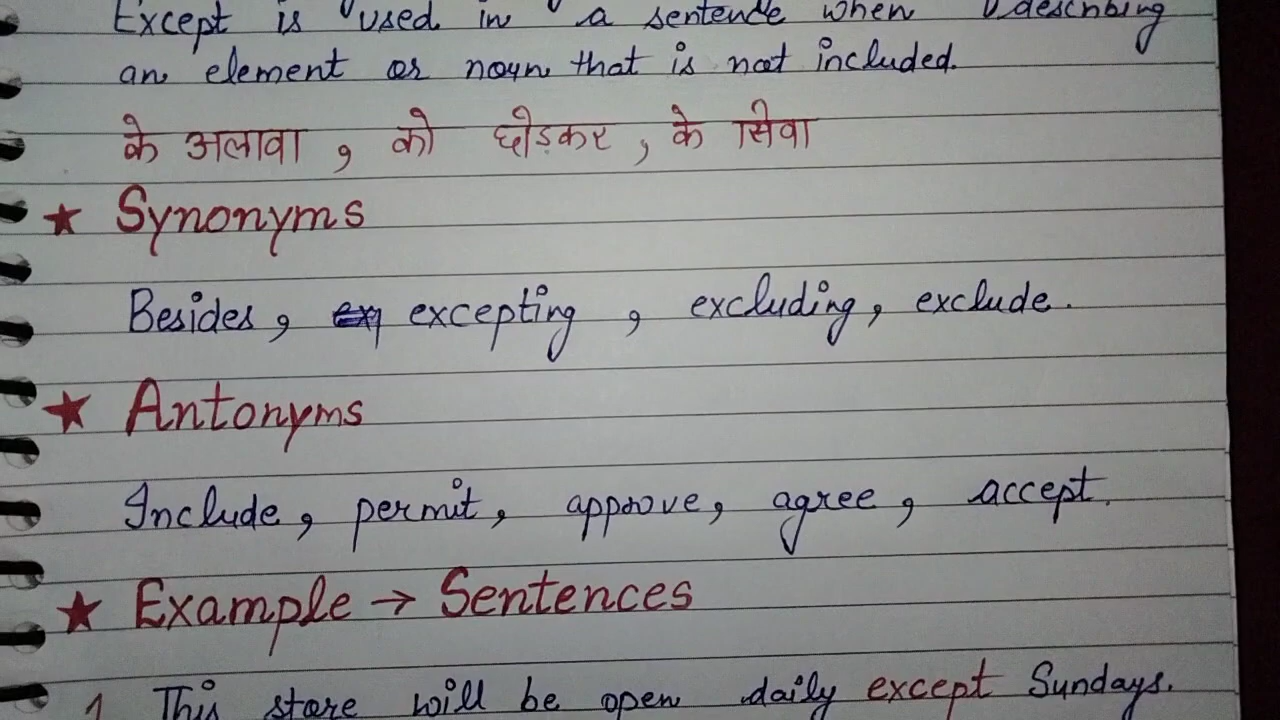 Except is used in a sentence when describing
an element or noun that is not included.
के अलावा, को छोड़कर, के सिवा
★ Synonyms
Besides, excepting, excluding, exclude.
★ Antonyms
Include, permit, approve, agree, accept.
★ Example → Sentences
1 This store will be open daily except Sundays.